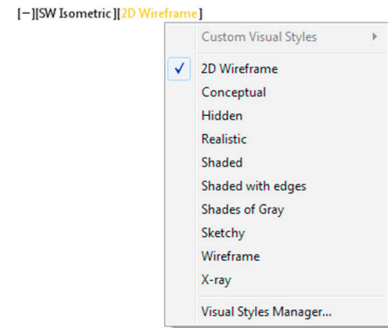 [−][SW Isometric][2D Wireframe]
Custom Visual Styles
2D Wireframe
Conceptual
Hidden
Realistic
Shaded
Shaded with edges
Shades of Gray
Sketchy
Wireframe
X-ray
Visual Styles Manager...